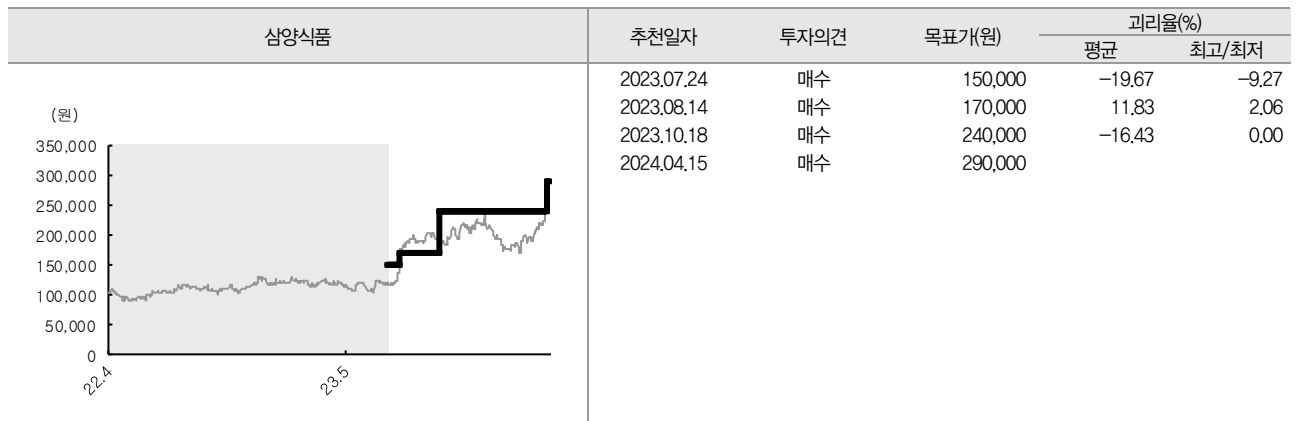 삼양식품
추천일자 투자의견 목표가(원) 괴리율(%)
평균 최고/최저
2023.07.24 매수 150,000 -19.67 -9.27
2023.08.14 매수 170,000 11.83 2.06
2023.10.18 매수 240,000 -16.43 0.00
2024.04.15 매수 290,000
(원)
350,000
300,000
250,000
200,000
150,000
100,000
50,000
0
22.4 23.5